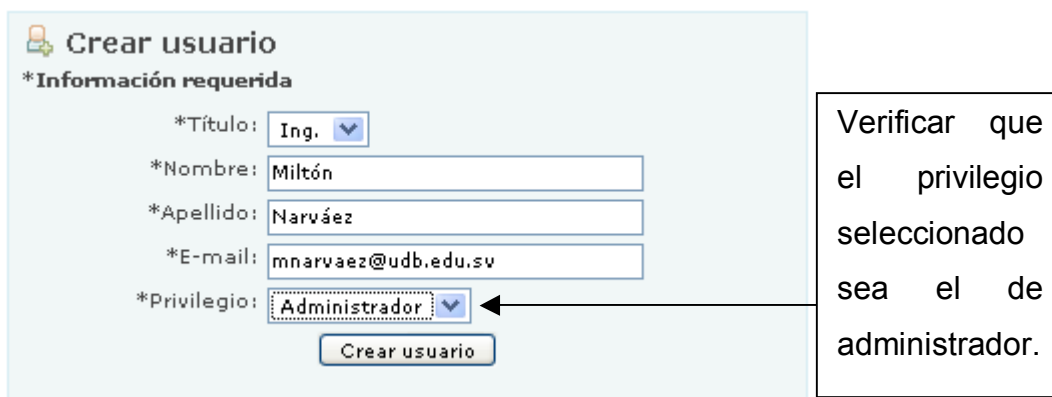 Crear usuario
*Información requerida
*Título: Ing.
*Nombre: Miltón
*Apellido: Narváez
*E-mail: mnarvaez@udb.edu.sv
*Privilegio: Administrador
Crear usuario
Verificar que
el privilegio
seleccionado
sea el de
administrador.